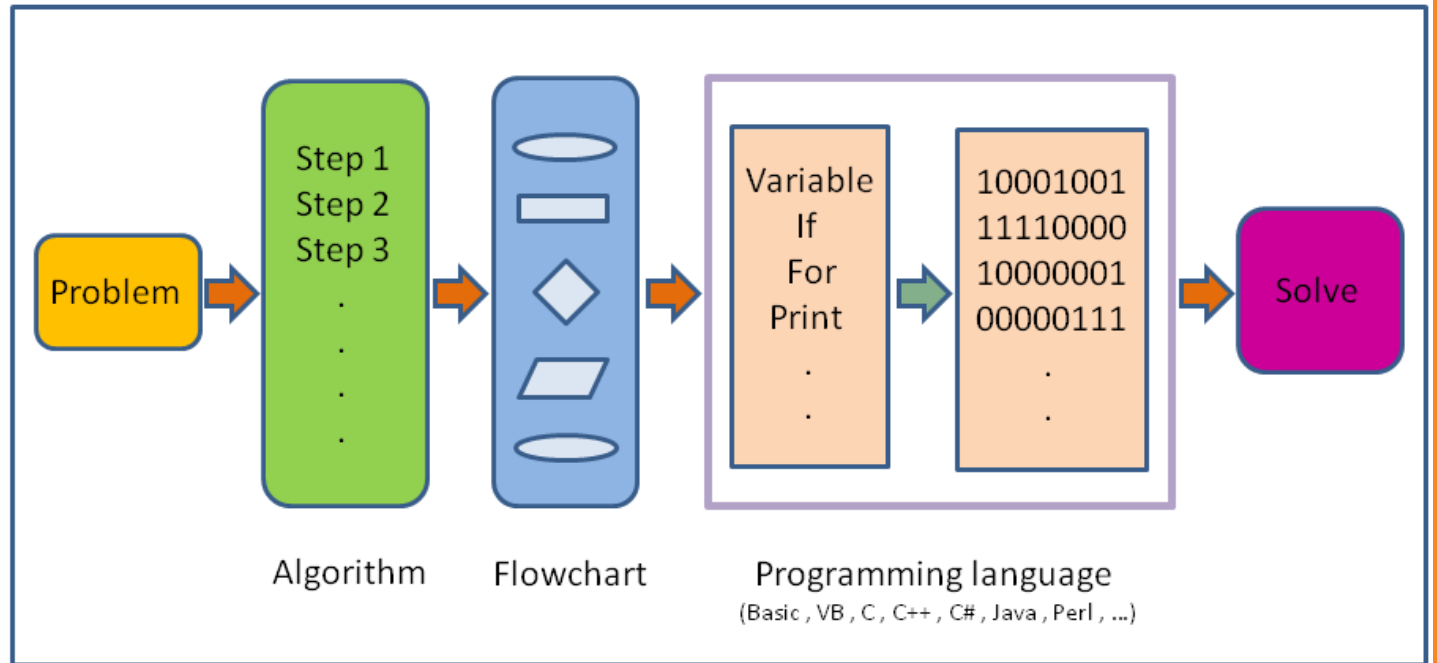 Problem
Step 1
Step 2
Step 3
.
.
.
.
Variable
If
For
Print
.
.
10001001
11110000
10000001
00000111
.
.
Solve
Algorithm
Flowchart
Programming language
(Basic , VB , C , C++ , C# , Java , Perl , ...)